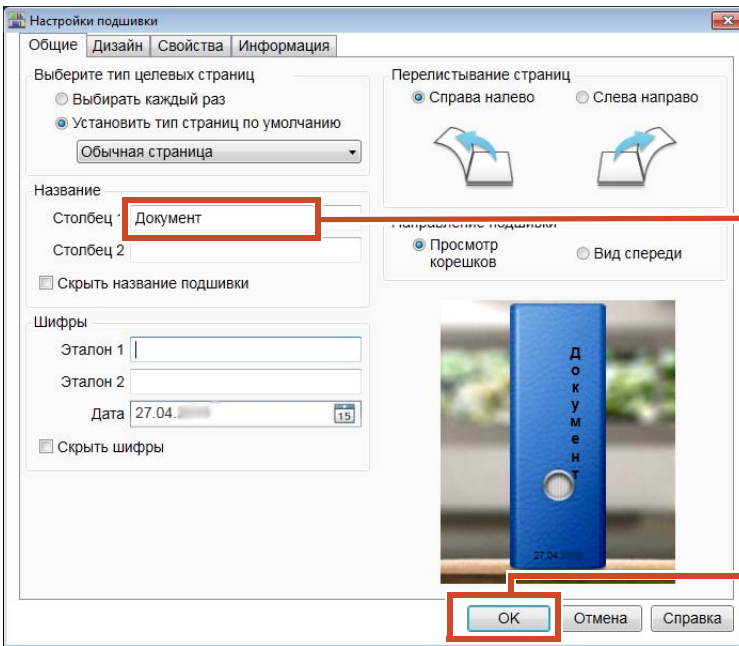 Настройки подшивки
Общие Дизайн Свойства Информация
Выберите тип целевых страниц
Выбирать каждый раз
Установить тип страниц по умолчанию
Обычная страница
Название
Столбец 1 Документ
Столбец 2
Скрыть название подшивки
Шифры
Эталон 1
Эталон 2
Дата 27.04.
15
Скрыть шифры
Перелистывание страниц
Справа налево Слева направо
Направление подшивки
Просмотр корешков
Вид спереди
Документ
27.04.
OK Отмена Справка